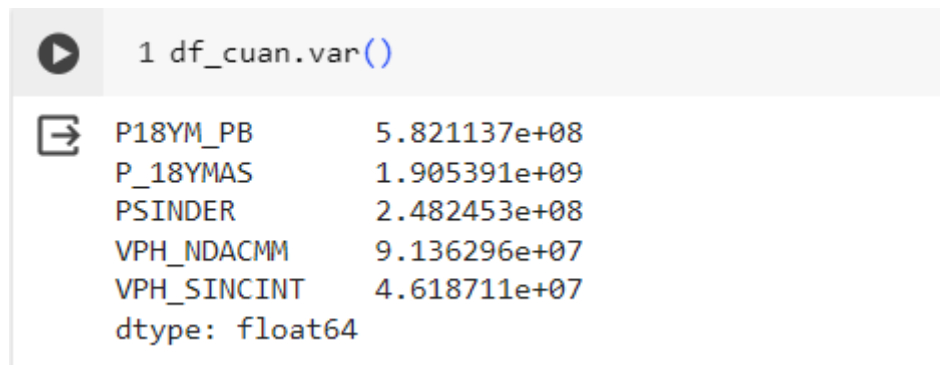 1 df_cuan.var()
P18YM_PB 5.821137e+08
P_18YMAS 1.905391e+09
PSINDER 2.482453e+08
VPH_NDACMM 9.136296e+07
VPH_SINCINT 4.618711e+07
dtype: float64